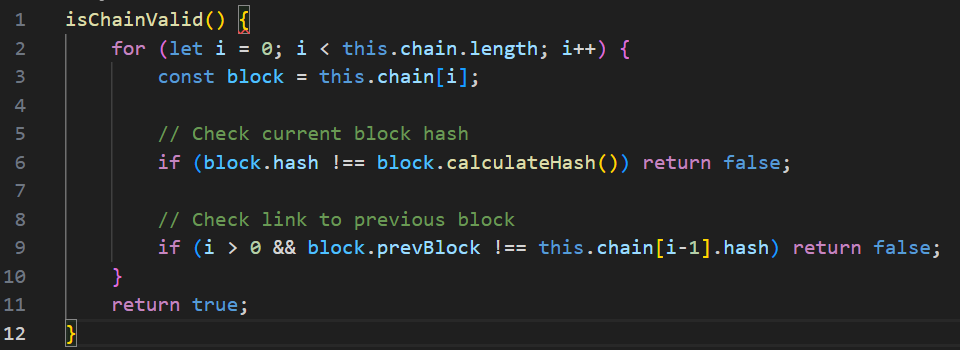 1 isChainValid() {
2 for (let i = 0; i < this.chain.length; i++) {
3 const block = this.chain[i];
4
5 // Check current block hash
6 if (block.hash !== block.calculateHash()) return false;
7
8 // Check link to previous block
9 if (i > 0 && block.prevBlock !== this.chain[i-1].hash) return false;
10 }
11 return true;
12 }